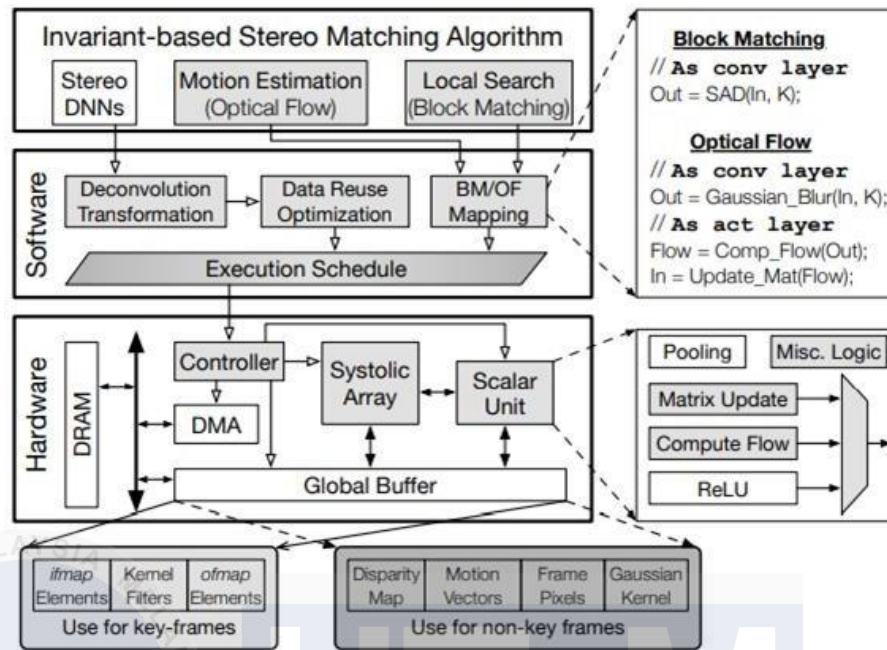 Invariant-based Stereo Matching Algorithm
Stereo
DNNs
Motion Estimation
(Optical Flow)
Local Search
(Block Matching)
Software
Deconvolution
Transformation
Data Reuse
Optimization
BM/OF
Mapping
Execution Schedule
Hardware
DRAM
Controller
DMA
Systolic
Array
Scalar
Unit
Global Buffer
ifmap
Elements
Kernel
Filters
ofmap
Elements
Use for key-frames
Disparity
Map
Motion
Vectors
Frame
Pixels
Gaussian
Kernel
Use for non-key frames
Block Matching
// As conv layer
Out = SAD(In, K);
Optical Flow
// As conv layer
Out = Gaussian_Blur(In, K);
// As act layer
Flow = Comp_Flow(Out);
In = Update_Mat(Flow);
Pooling
Misc. Logic
Matrix Update
Compute Flow
ReLU